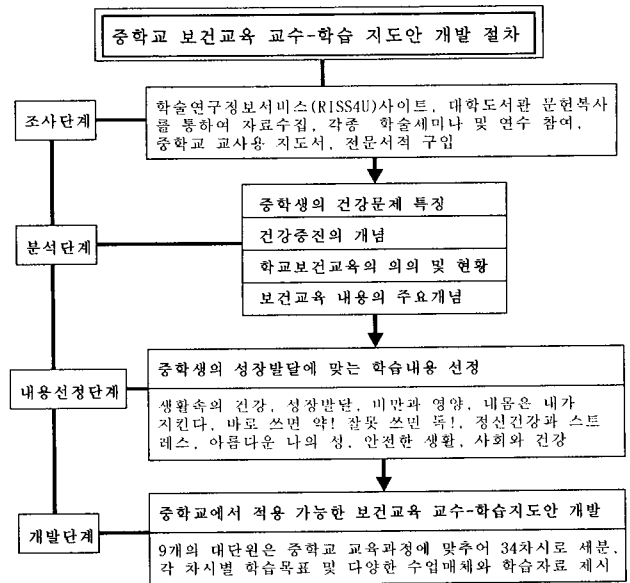 중학교 보건교육 교수-학습 지도안 개발 절차
조사단계
학술연구정보서비스(RISS4U)사이트, 대학도서관 문헌복사
를 통하여 자료수집, 각종 학술세미나 및 연수 참여,
중학교 교사용 지도서, 전문서적 구입
분석단계
중학생의 건강문제 특징
건강증진의 개념
학교보건교육의 의의 및 현황
보건교육 내용의 주요개념
내용선정단계
중학생의 성장발달에 맞는 학습내용 선정
생활속의 건강, 성장발달, 비만과 영양, 내몸은 내가
지킨다, 바로 쓰면 약! 잘못 쓰면 독!, 정신건강과 스트
레스, 아름다운 나의 성, 안전한 생활, 사회와 건강
개발단계
중학교에서 적용 가능한 보건교육 교수-학습지도안 개발
9개의 대단원은 중학교 교육과정에 맞추어 34차시로 세분,
각 차시별 학습목표 및 다양한 수업매체와 학습자료 제시